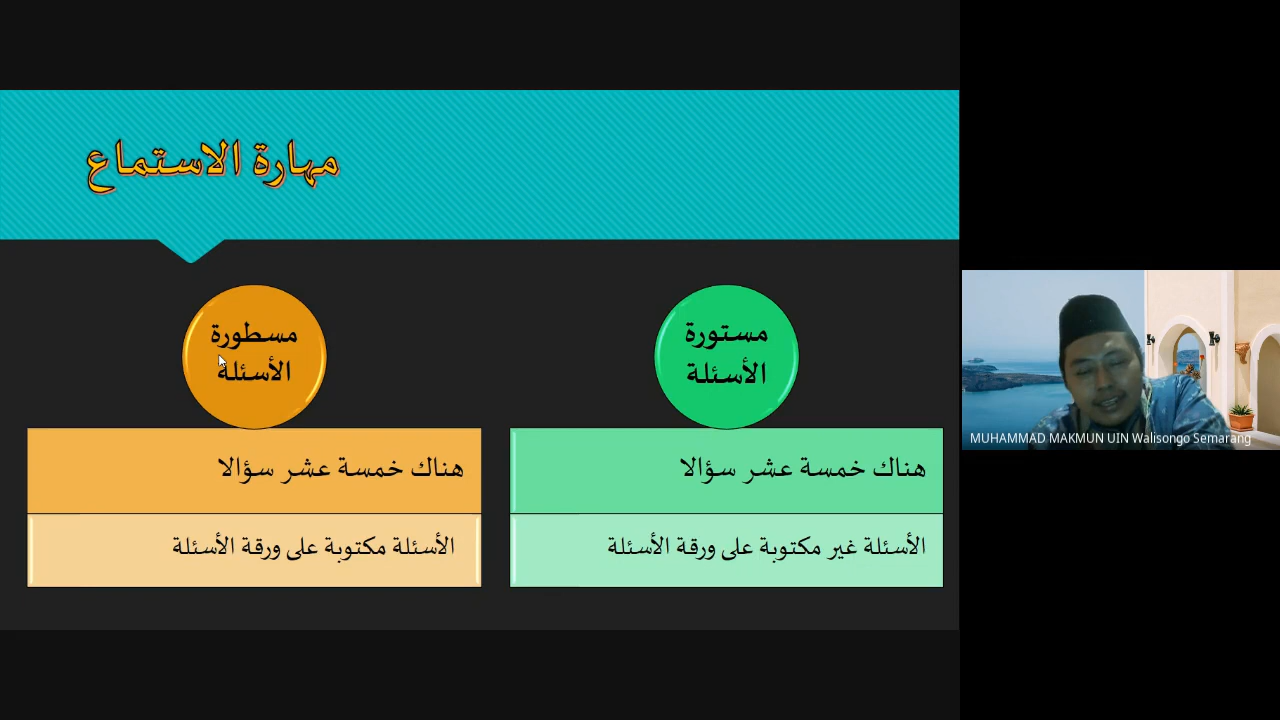 مهارة الاستماع
مستورة
الأسئلة
هناك خمسة عشر سؤالا
الأسئلة غير مكتوبة على ورقة الأسئلة
مسطورة
الأسئلة
هناك خمسة عشر سؤالا
الأسئلة مكتوبة على ورقة الأسئلة
MUHAMMAD MAKMUN UIN Walisongo Semarang